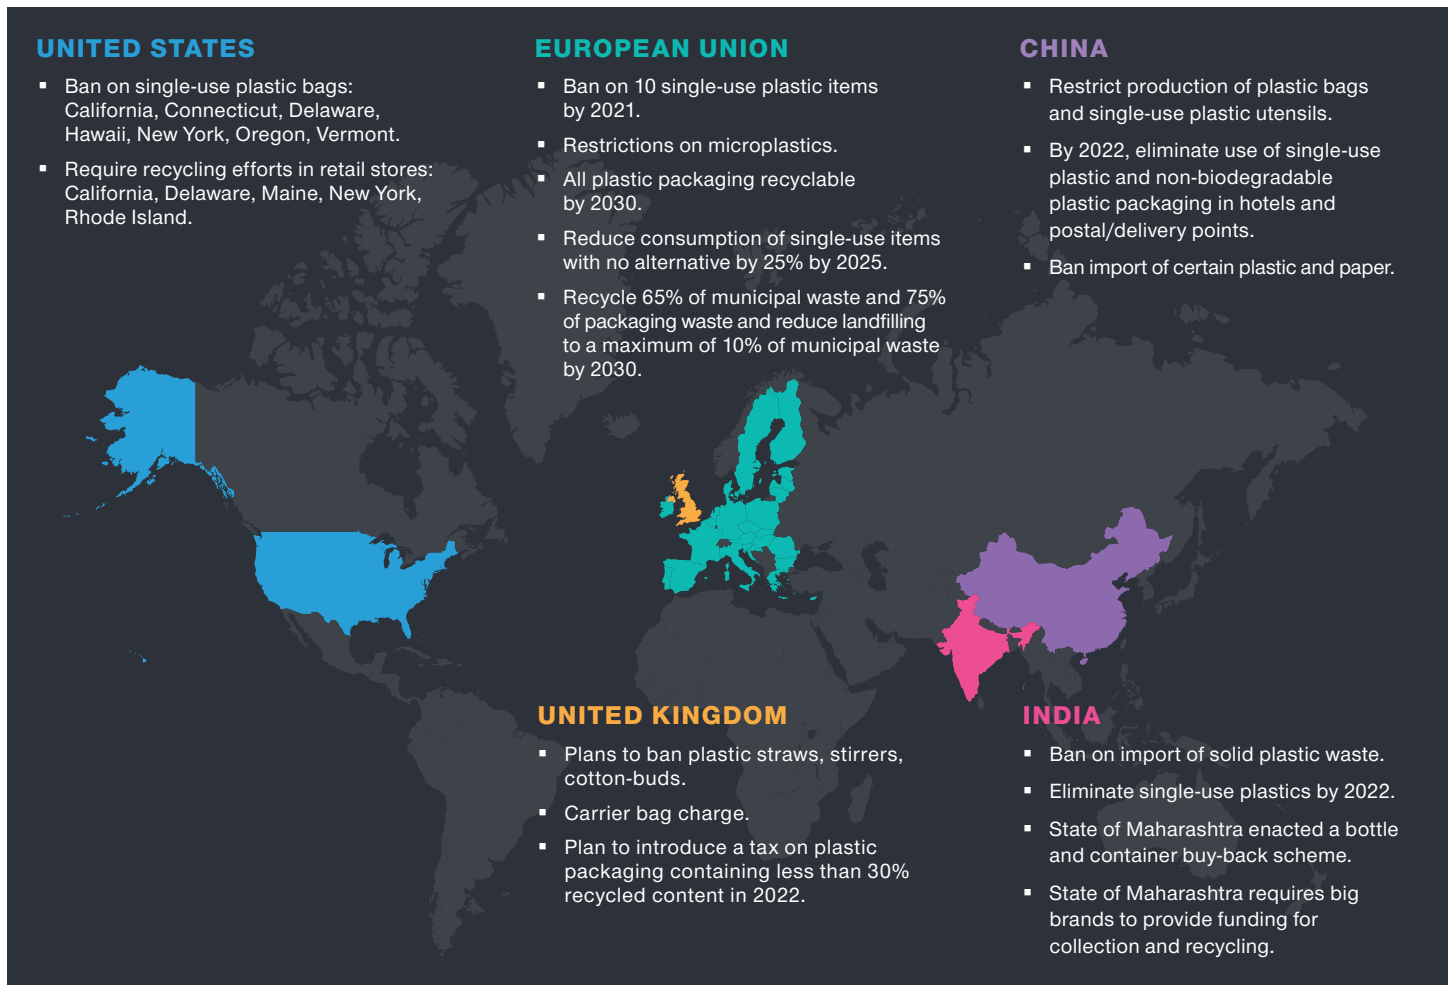 UNITED STATES
▪ Ban on single-use plastic bags:
California, Connecticut, Delaware,
Hawaii, New York, Oregon, Vermont.
▪ Require recycling efforts in retail stores:
California, Delaware, Maine, New York,
Rhode Island.
EUROPEAN UNION
▪ Ban on 10 single-use plastic items
by 2021.
▪ Restrictions on microplastics.
▪ All plastic packaging recyclable
by 2030.
▪ Reduce consumption of single-use items
with no alternative by 25% by 2025.
▪ Recycle 65% of municipal waste and 75%
of packaging waste and reduce landfilling
to a maximum of 10% of municipal waste
by 2030.
CHINA
▪ Restrict production of plastic bags
and single-use plastic utensils.
▪ By 2022, eliminate use of single-use
plastic and non-biodegradable
plastic packaging in hotels and
postal/delivery points.
▪ Ban import of certain plastic and paper.
UNITED KINGDOM
▪ Plans to ban plastic straws, stirrers,
cotton-buds.
▪ Carrier bag charge.
▪ Plan to introduce a tax on plastic
packaging containing less than 30%
recycled content in 2022.
INDIA
▪ Ban on import of solid plastic waste.
▪ Eliminate single-use plastics by 2022.
▪ State of Maharashtra enacted a bottle
and container buy-back scheme.
▪ State of Maharashtra requires big
brands to provide funding for
collection and recycling.